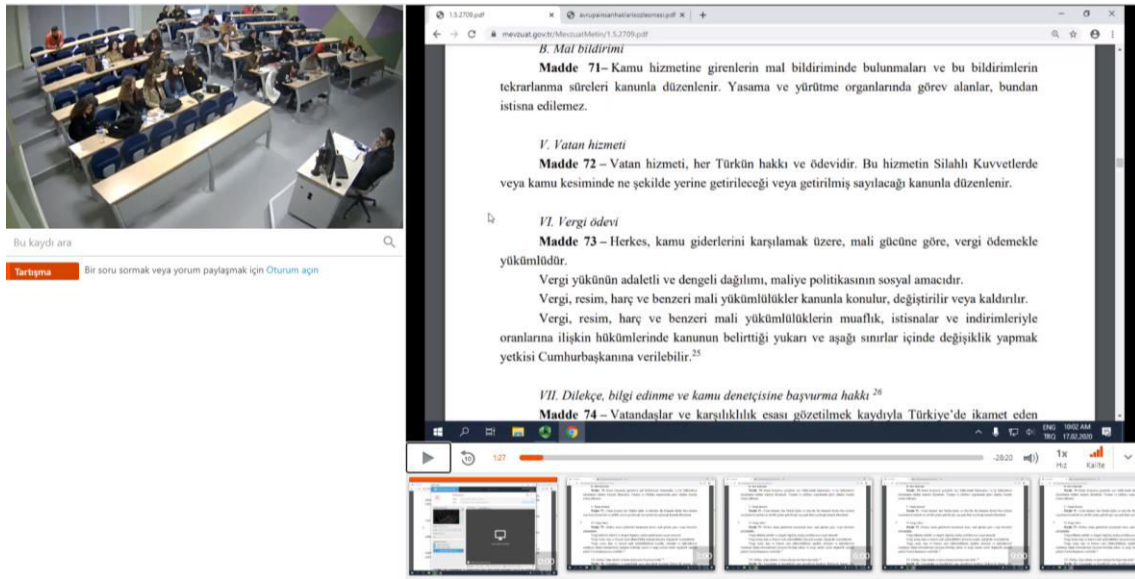 Bu kaydı ara
Tartışma
Bir soru sormak veya yorum paylaşmak için Oturum açın
1.5.2709.pdf
avrupainsanhaklarisozlesmesi.pdf
mevzuat.gov.tr/MevzuatMetin/1.5.2709.pdf
B. Mal bildirimi
Madde 71– Kamu hizmetine girenlerin mal bildiriminde bulunmaları ve bu bildirimlerin
tekrarlanma süreleri kanunla düzenlenir. Yasama ve yürütme organlarında görev alanlar, bundan
istisna edilemez.
V. Vatan hizmeti
Madde 72 – Vatan hizmeti, her Türkün hakkı ve ödevidir. Bu hizmetin Silahlı Kuvvetlerde
veya kamu kesiminde ne şekilde yerine getirileceği veya getirilmiş sayılacağı kanunla düzenlenir.
VI. Vergi ödevi
Madde 73 – Herkes, kamu giderlerini karşılamak üzere, mali gücüne göre, vergi ödemekle
yükümlüdür.
Vergi yükünün adaletli ve dengeli dağılımı, maliye politikasının sosyal amacıdır.
Vergi, resim, harç ve benzeri mali yükümlülükler kanunla konulur, değiştirilir veya kaldırılır.
Vergi, resim, harç ve benzeri mali yükümlülüklerin muaflık, istisnalar ve indirimleriyle
oranlarına ilişkin hükümlerinde kanunun belirttiği yukarı ve aşağı sınırlar içinde değişiklik yapmak
yetkisi Cumhurbaşkanına verilebilir.25
VII. Dilekçe, bilgi edinme ve kamu denetçisine başvurma hakkı 26
Madde 74 – Vatandaşlar ve karşılıklılık esası gözetilmek kaydıyla Türkiye'de ikamet eden
ENG 10:02 AM
TRQ 17.02.2020
10
1:27
-28:20
1x
Hız
Kalite
0:00
3:00
6:00
9:00